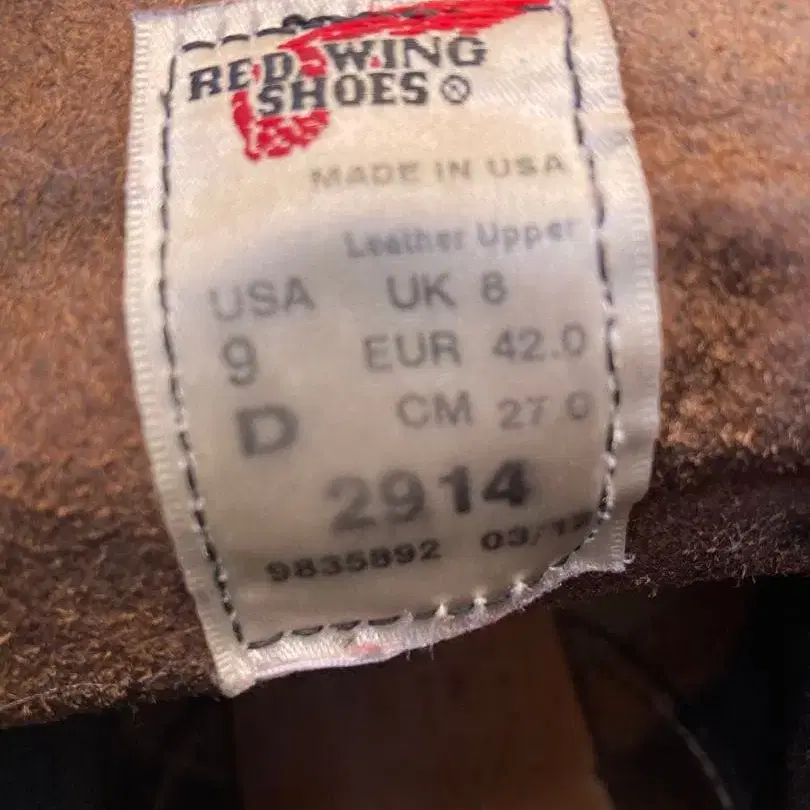 RED WING
SHOES ®
MADE IN USA
Leather Upper
USA UK 8
9 EUR 42.0
D CM 27.0
2914
9835892